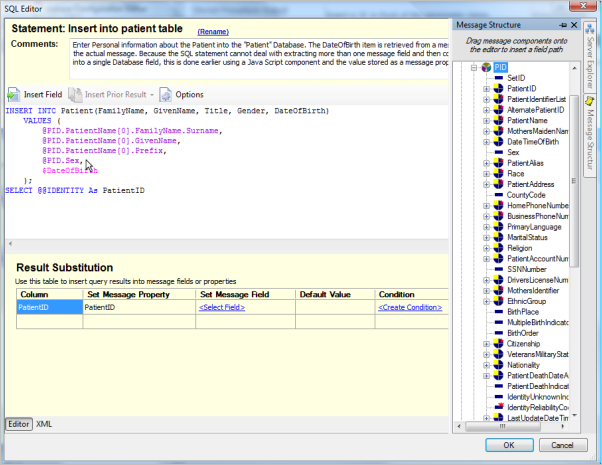 SQL Editor
Statement: Insert into patient table (Rename)
Comments: Enter Personal information about the Patient into the "Patient" Database. The DateOfBirth item is retrieved from a mes
the actual message. Because the SQL statement cannot deal with extracting more than one message field and then co
into a single Database field, this is done earlier using a Java Script component and the value stored as a message prop
Insert Field Insert Prior Result Options
INSERT INTO Patient(FamilyName, GivenName, Title, Gender, DateOfBirth)
VALUES (
@PID.PatientName[0].FamilyName.Surname,
@PID.PatientName[0].GivenName,
@PID.PatientName[0].Prefix,
@PID.Sex,
@DateOfBirth
);
SELECT @@IDENTITY As PatientID
Result Substitution
Use this table to insert query results into message fields or properties
Column Set Message Property Set Message Field Default Value Condition
PatientID PatientID <Select Field> <Create Condition>
Editor XML
Message Structure
Drag message components onto
the editor to insert a field path
PID
SetID
PatientID
PatientIdentifierList
AlternatePatientID
PatientName
MothersMaidenNam
DateTimeOfBirth
Sex
PatientAlias
Race
PatientAddress
CountyCode
HomePhoneNumbe
BusinessPhoneNum
PrimaryLanguage
MaritalStatus
Religion
PatientAccountNum
SSNNumber
DriversLicenseNum
MothersIdentifier
EthnicGroup
BirthPlace
MultipleBirthIndicato
BirthOrder
Citizenship
VeteransMilitaryStat
Nationality
PatientDeathDateA
PatientDeathIndicat
IdentityUnknownInd
IdentityReliabilityCo
LastUpdateDateTim
Server Explorer
Message Structur
OK Cancel